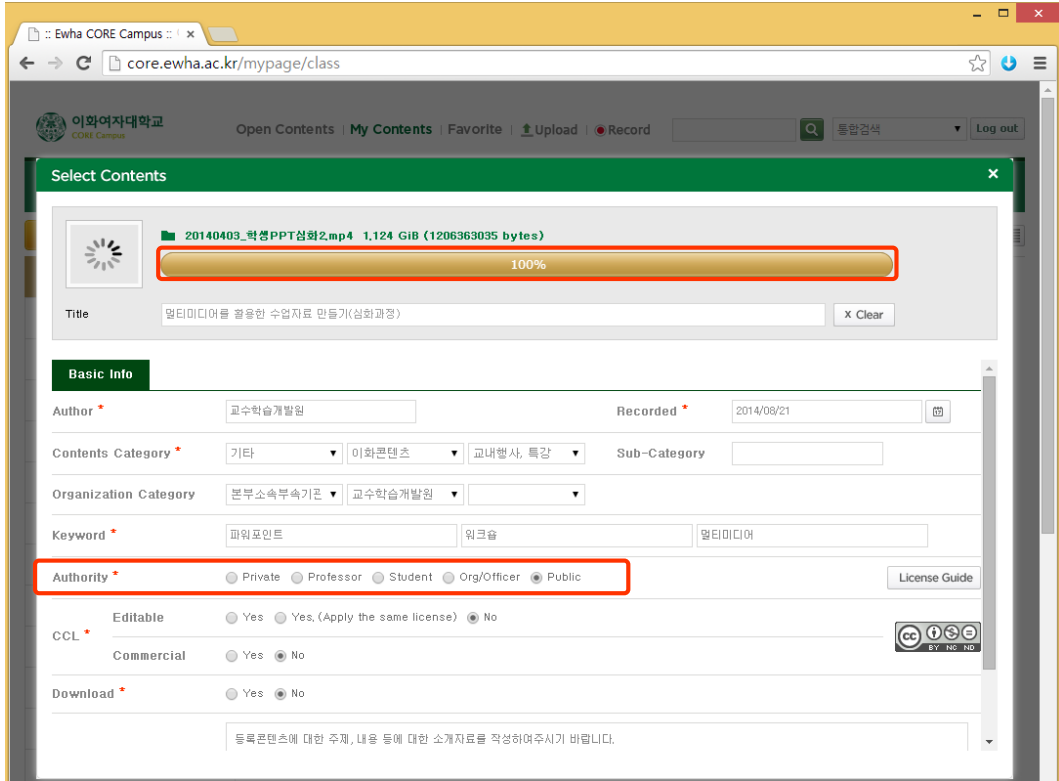 :: Ewha CORE Campus ::
core.ewha.ac.kr/mypage/class
이화여자대학교
CORE Campus
Open Contents | My Contents | Favorite | Upload | Record
통합검색
Log out
Select Contents
20140403_학생PPT심화2.mp4 1.124 GiB (1206363035 bytes)
100%
Title
멀티미디어를 활용한 수업자료 만들기(심화과정)
X Clear
Basic Info
Author *
교수학습개발원
Recorded *
2014/08/21
Contents Category *
기타
이화콘텐츠
교내행사, 특강
Sub-Category
Organization Category
본부소속부속기관
교수학습개발원
Keyword *
파워포인트
워크숍
멀티미디어
Authority *
Private
Professor
Student
Org/Officer
Public
License Guide
CCL *
Editable
Yes
Yes, (Apply the same license)
No
cc BY NC ND
Commercial
Yes
No
Download *
Yes
No
등록콘텐츠에 대한 주제, 내용 등에 대한 소개자료를 작성하여주시기 바랍니다.